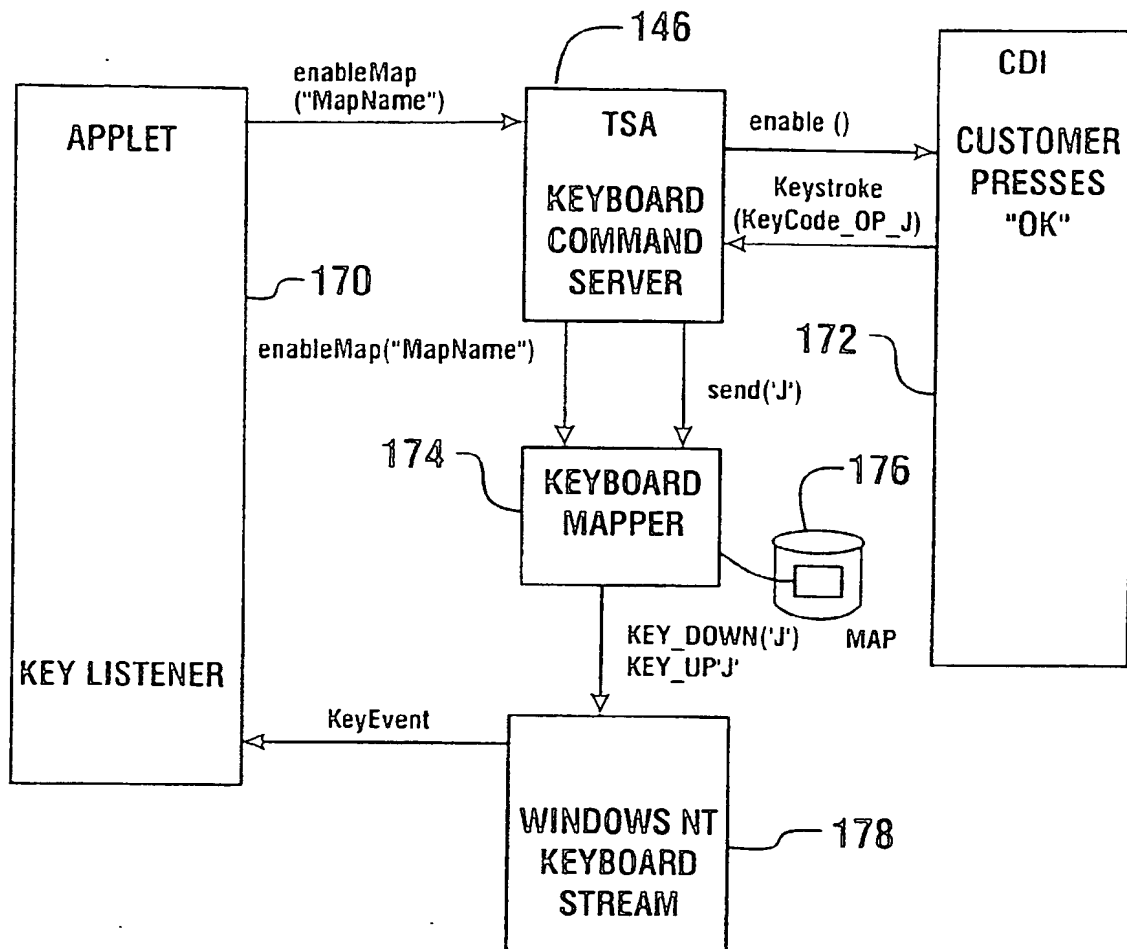 146
enableMap
("MapName")
APPLET
TSA
KEYBOARD
COMMAND
SERVER
enable ()
Keystroke
(KeyCode_OP_J)
CDI
CUSTOMER
PRESSES
"OK"
170
172
enableMap("MapName")
send('J')
174
KEYBOARD
MAPPER
176
MAP
KEY_DOWN('J')
KEY_UP'J'
KEY LISTENER
KeyEvent
WINDOWS NT
KEYBOARD
STREAM
178